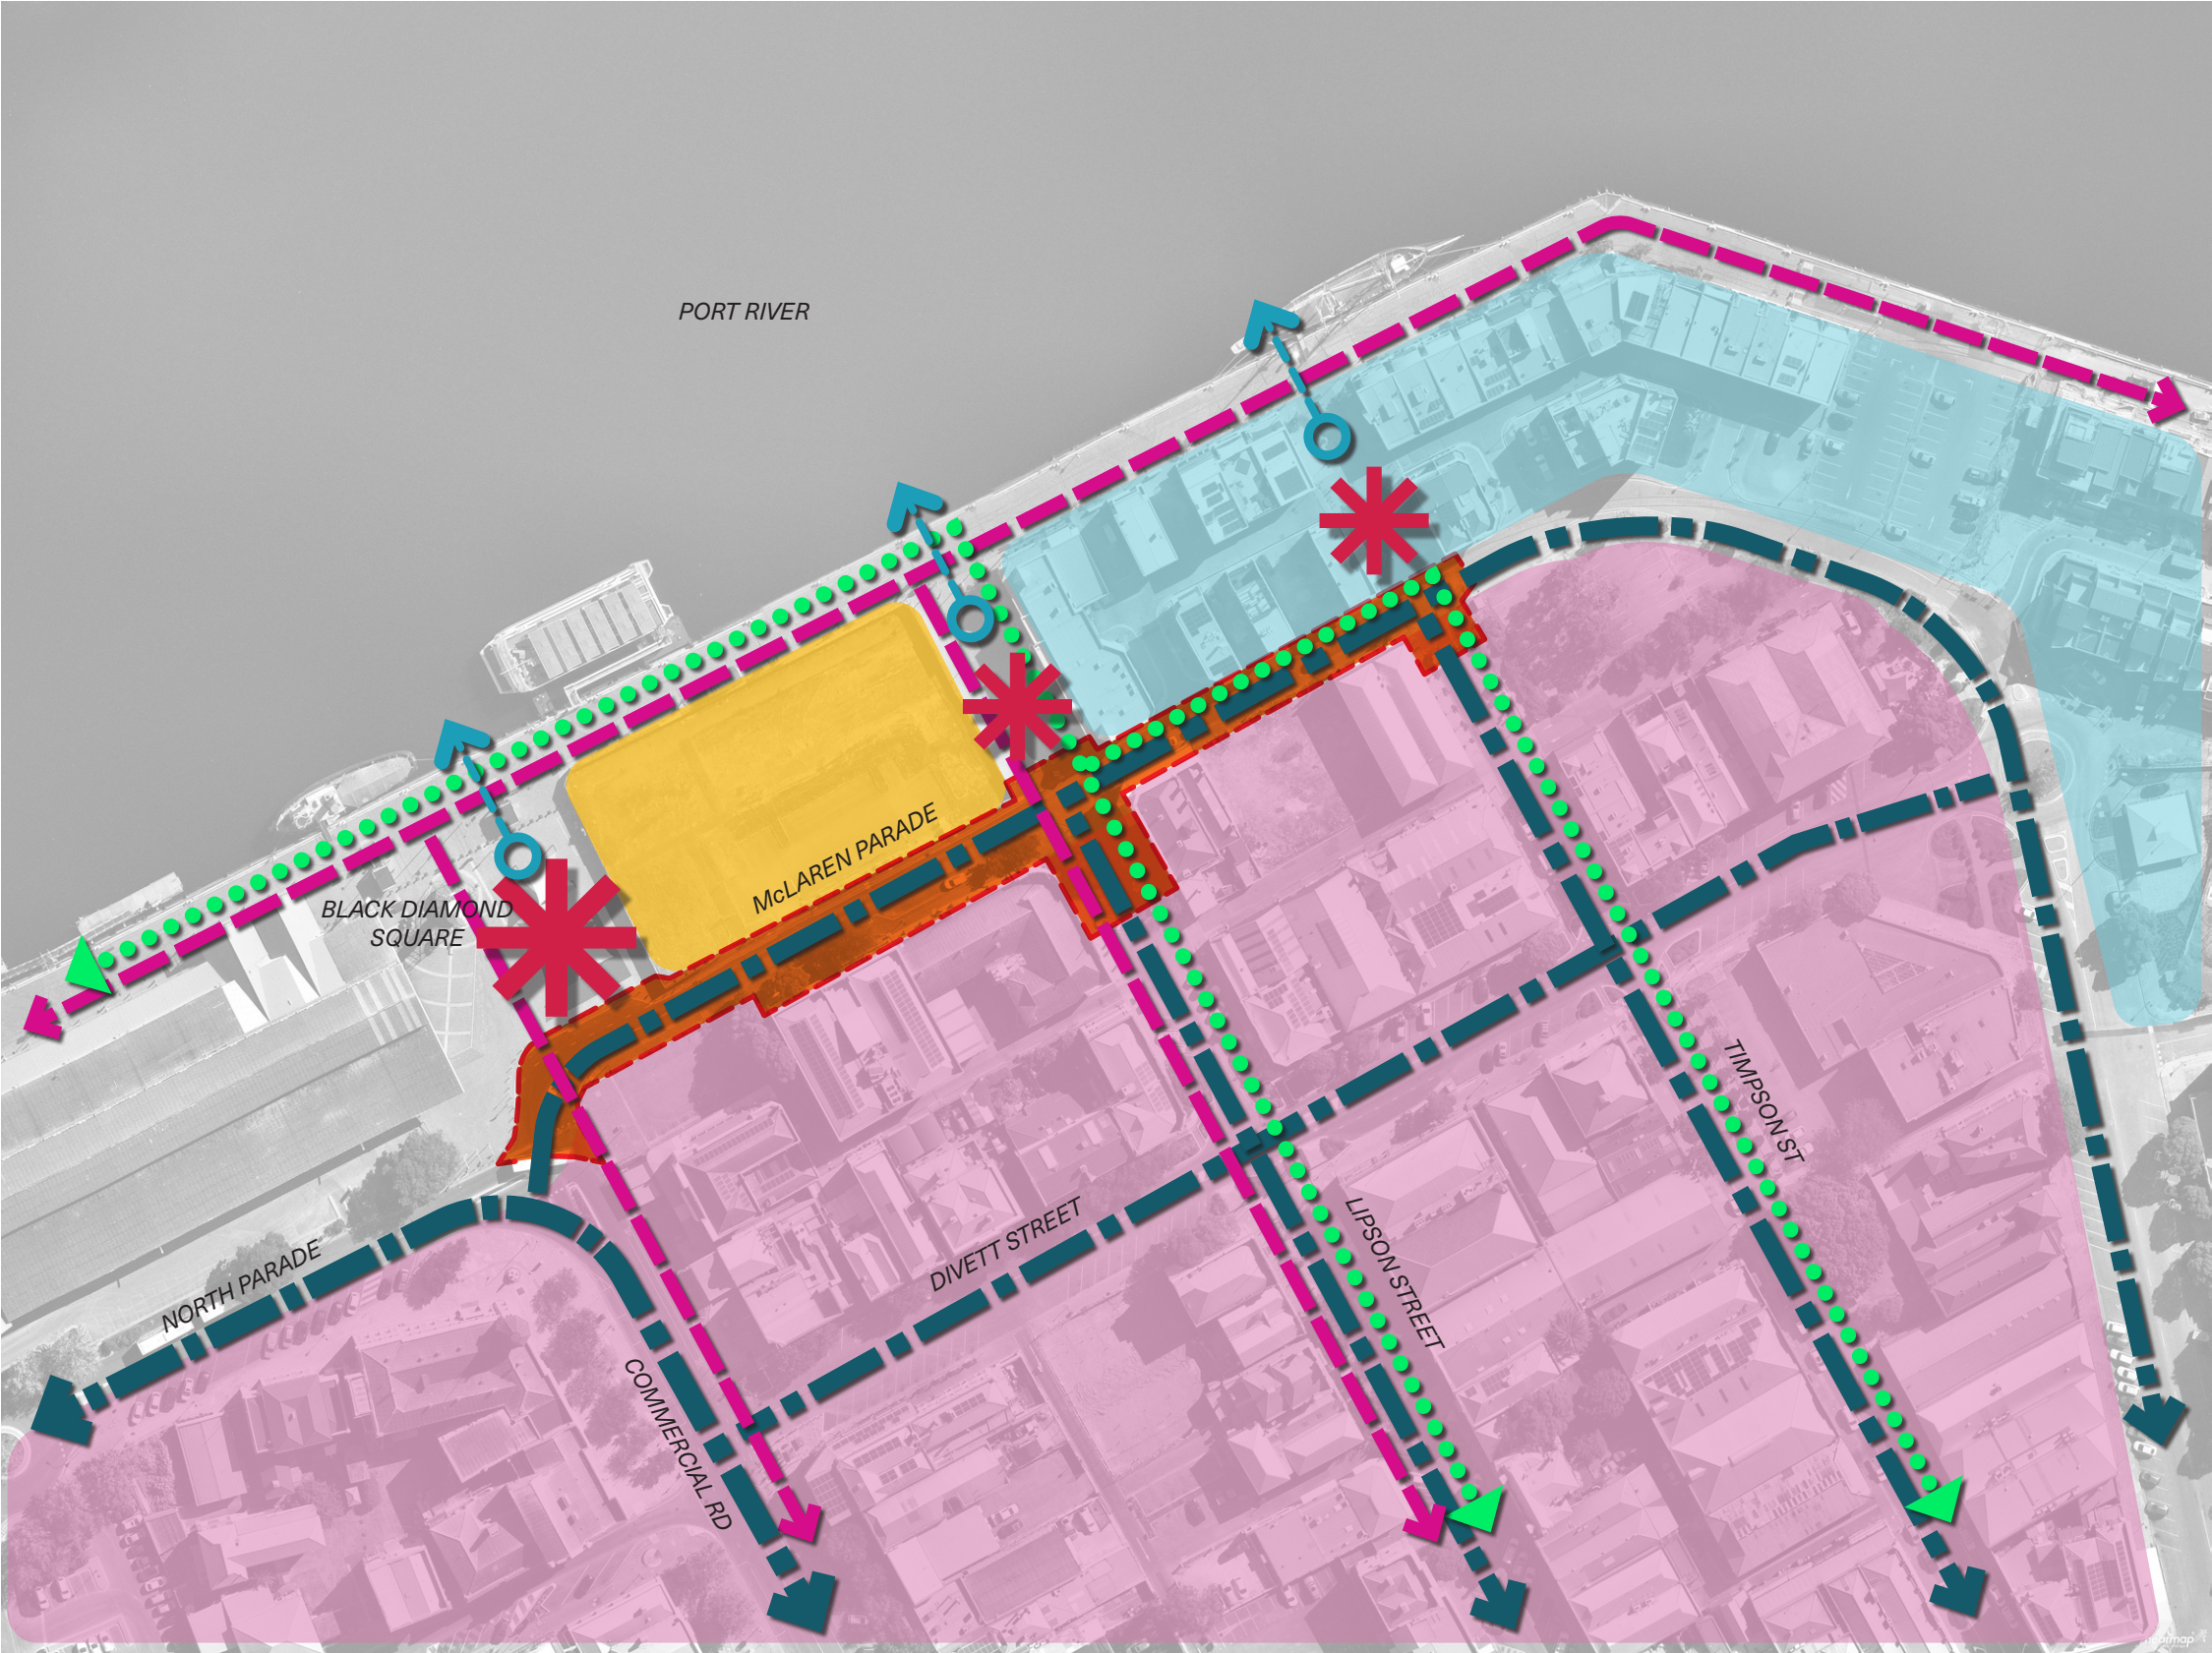 PORT RIVER
McLAREN PARADE
BLACK DIAMOND
SQUARE
TIMPSON ST
DIVETT STREET
LIPSON STREET
NORTH PARADE
COMMERCIAL RD